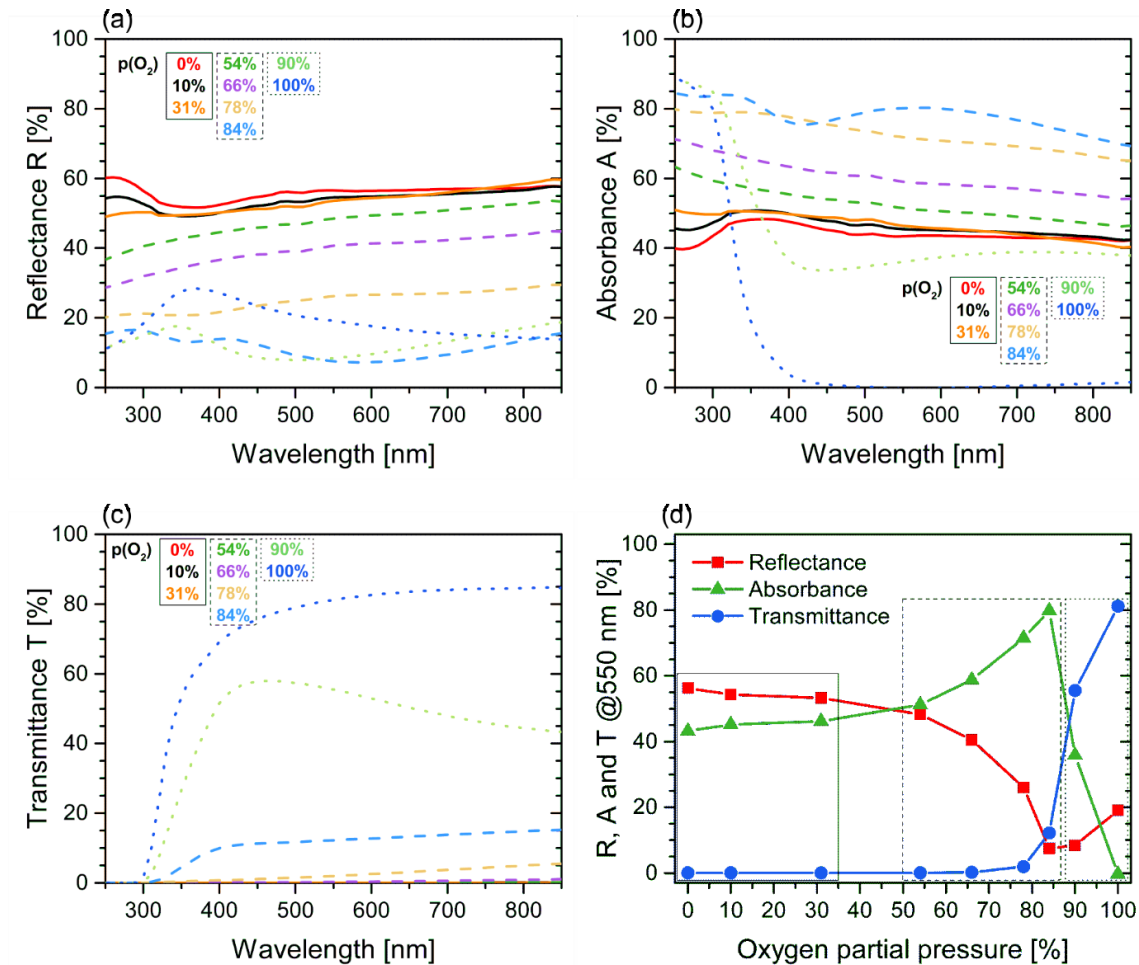 (a)
100
80
60
40
20
0
Reflectance R [%]
p(O₂) 0% 54% 90%
10% 66% 100%
31% 78%
84%
300 400 500 600 700 800
Wavelength [nm]
(b)
100
80
60
40
20
0
Absorbance A [%]
p(O₂) 0% 54% 90%
10% 66% 100%
31% 78%
84%
300 400 500 600 700 800
Wavelength [nm]
(c)
100
80
60
40
20
0
Transmittance T [%]
p(O₂) 0% 54% 90%
10% 66% 100%
31% 78%
84%
300 400 500 600 700 800
Wavelength [nm]
(d)
100
80
60
40
20
0
R, A and T @550 nm [%]
Reflectance
Absorbance
Transmittance
0 10 20 30 40 50 60 70 80 90 100
Oxygen partial pressure [%]